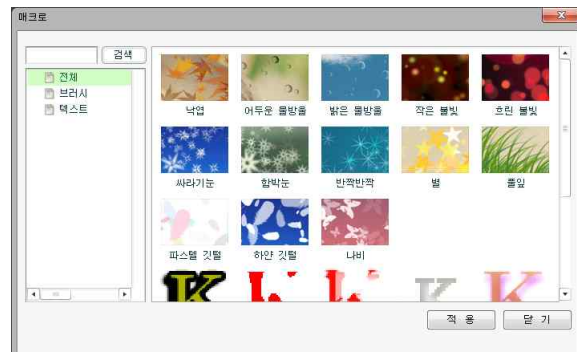 매크로
검색
전체
브러시
텍스트
낙엽 어두운 물방울 밝은 물방울 작은 불빛 흐린 불빛
싸라기눈 함박눈 반짝반짝 별 풀잎
파스텔 깃털 하얀 깃털 나비
K K K K K
적 용 닫 기